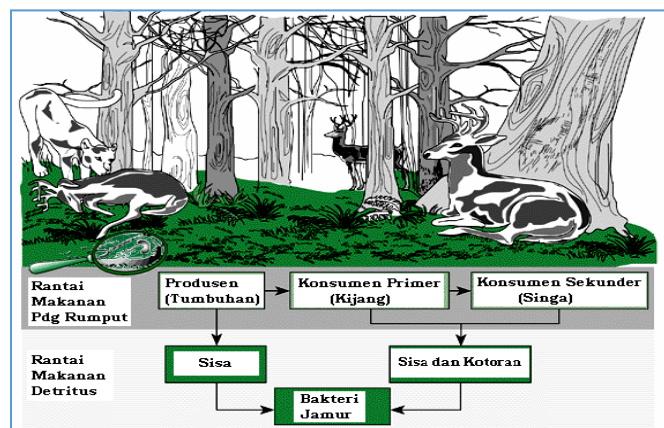 Rantai
Makanan
Pdg Rumput
Produsen
(Tumbuhan)
Konsumen Primer
(Kijang)
Konsumen Sekunder
(Singa)
Rantai
Makanan
Detritus
Sisa
Sisa dan Kotoran
Bakteri
Jamur